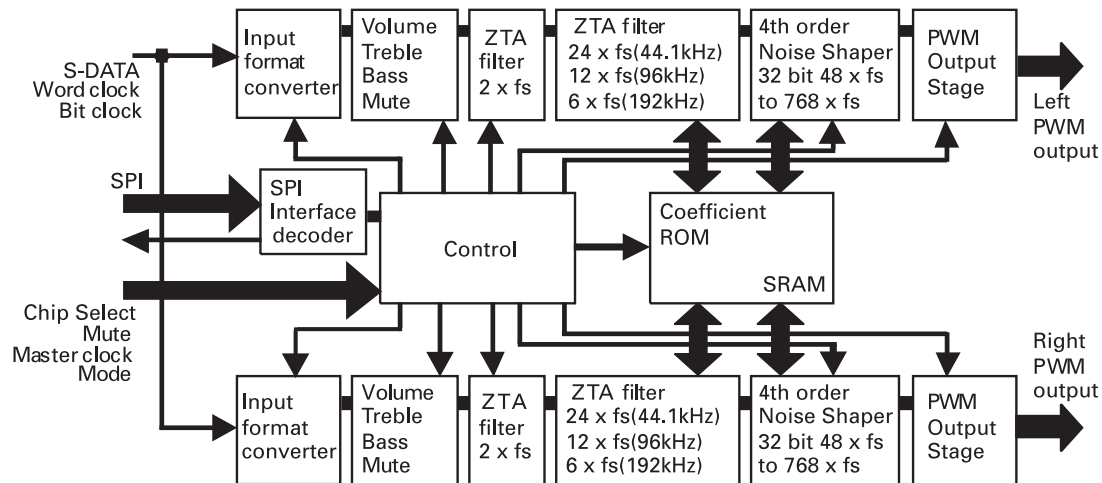 Input
format
converter
Volume
Treble
Bass
Mute
ZTA
filter
2 x fs
ZTA filter
24 x fs(44.1kHz)
12 x fs(96kHz)
6 x fs(192kHz)
4th order
Noise Shaper
32 bit 48 x fs
to 768 x fs
PWM
Output
Stage
S-DATA
Word clock
Bit clock
Left
PWM
output
SPI
SPI
Interface
decoder
Control
Coefficient
ROM
SRAM
Chip Select
Mute
Master clock
Mode
Right
PWM
output
Input
format
converter
Volume
Treble
Bass
Mute
ZTA
filter
2 x fs
ZTA filter
24 x fs(44.1kHz)
12 x fs(96kHz)
6 x fs(192kHz)
4th order
Noise Shaper
32 bit 48 x fs
to 768 x fs
PWM
Output
Stage